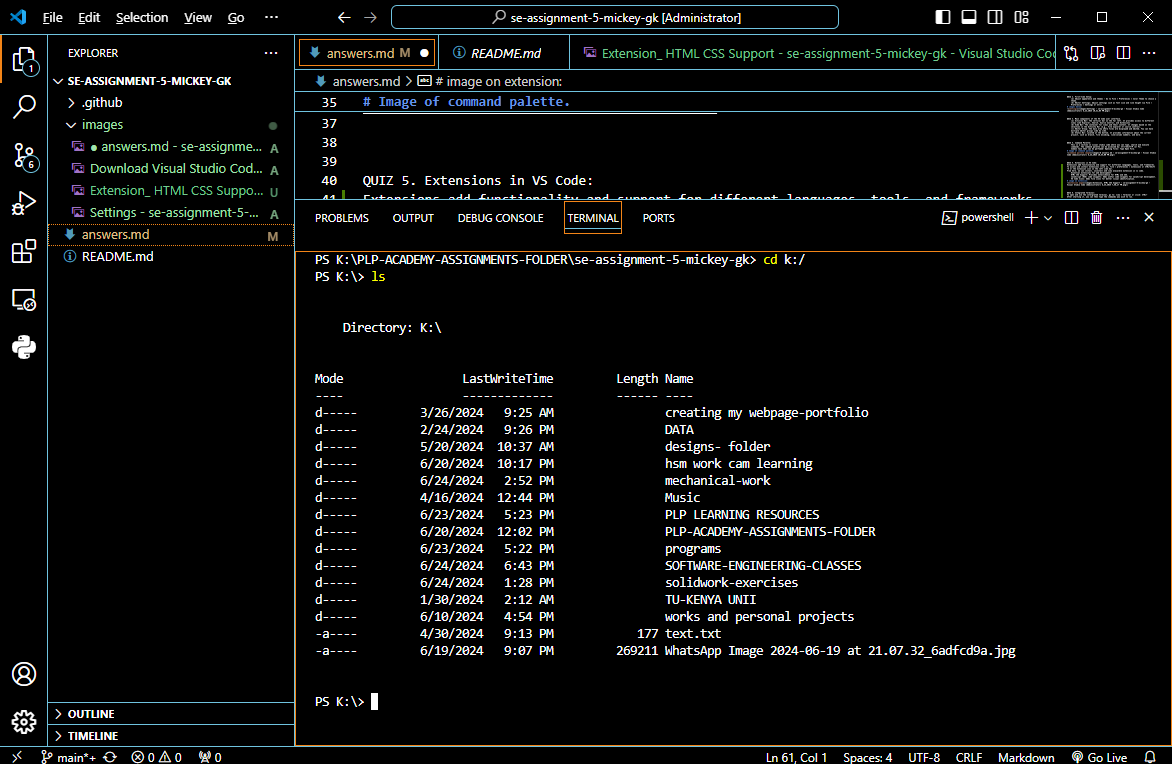 File Edit Selection View Go ··· se-assignment-5-mickey-gk [Administrator]
EXPLORER ···
answers.md M
README.md
Extension_ HTML CSS Support - se-assignment-5-mickey-gk - Visual Studio Co
SE-ASSIGNMENT-5-MICKEY-GK
.github
images
answers.md - se-assignme... A
Download Visual Studio Cod... A
Extension_ HTML CSS Suppo... U
Settings - se-assignment-5-... A
answers.md M
README.md
1
6
answers.md > abc # image on extension:
35 # Image of command palette.
37
38
39
40 QUIZ 5. Extensions in VS Code:
41 Extensions add functionality and support for different languages, tools, and frameworks
PROBLEMS OUTPUT DEBUG CONSOLE TERMINAL PORTS powershell
PS K:\PLP-ACADEMY-ASSIGNMENTS-FOLDER\se-assignment-5-mickey-gk> cd k:/
PS K:\> ls
Directory: K:\
Mode LastWriteTime Length Name
---- ------------- ------ ----
d----- 3/26/2024 9:25 AM creating my webpage-portfolio
d----- 2/24/2024 9:26 PM DATA
d----- 5/20/2024 10:37 AM designs- folder
d----- 6/20/2024 10:17 PM hsm work cam learning
d----- 6/24/2024 2:52 PM mechanical-work
d----- 4/16/2024 12:44 PM Music
d----- 6/23/2024 5:23 PM PLP LEARNING RESOURCES
d----- 6/20/2024 12:02 PM PLP-ACADEMY-ASSIGNMENTS-FOLDER
d----- 6/23/2024 5:22 PM programs
d----- 6/24/2024 6:43 PM SOFTWARE-ENGINEERING-CLASSES
d----- 6/24/2024 1:28 PM solidwork-exercises
d----- 1/30/2024 2:12 AM TU-KENYA UNII
d----- 6/10/2024 4:54 PM works and personal projects
-a---- 4/30/2024 9:13 PM 177 text.txt
-a---- 6/19/2024 9:07 PM 269211 WhatsApp Image 2024-06-19 at 21.07.32_6adfcd9a.jpg
PS K:\>
OUTLINE
TIMELINE
main*+ 0 0 0 Ln 61, Col 1 Spaces: 4 UTF-8 CRLF Markdown Go Live